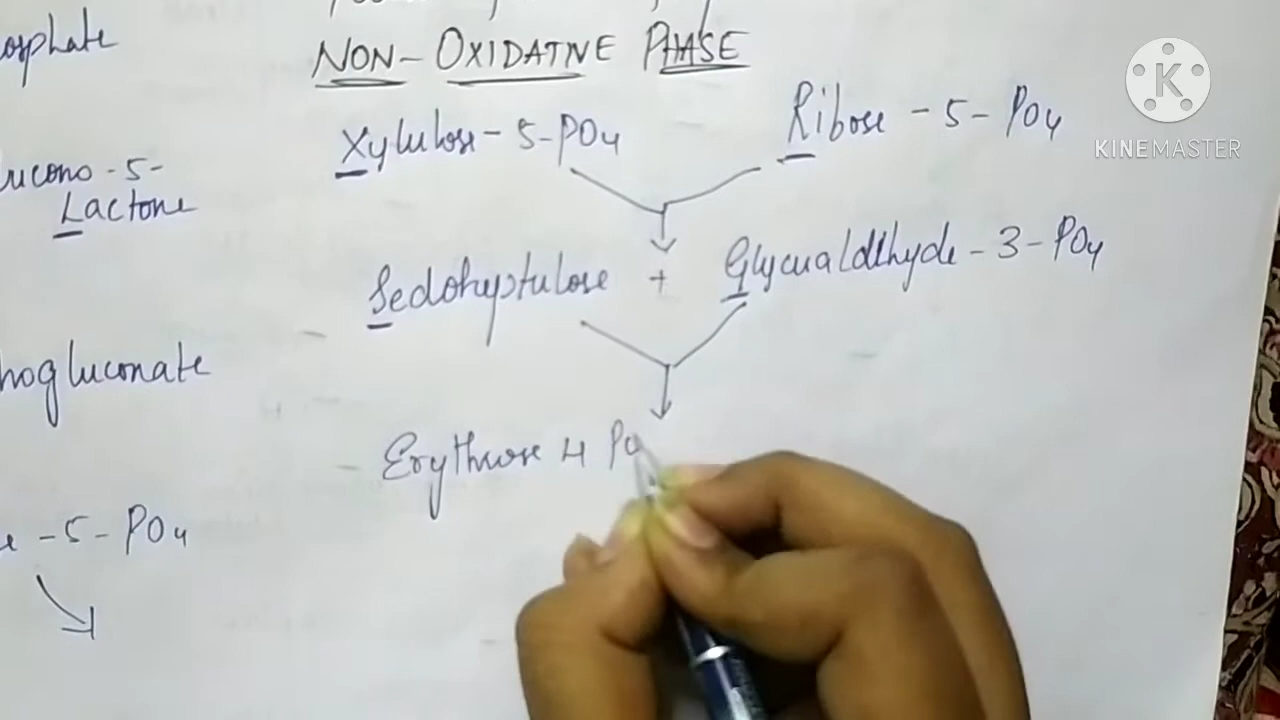 NON-OXIDATIVE PHASE
Xylulose-5-PO4
Ribose-5-PO4
Sedoheptulose + Glyceraldehyde-3-PO4
Erythrose 4 PO
osphate
ucono-5-
Lactone
hogluconate
e-5-PO4
K
KINEMASTER